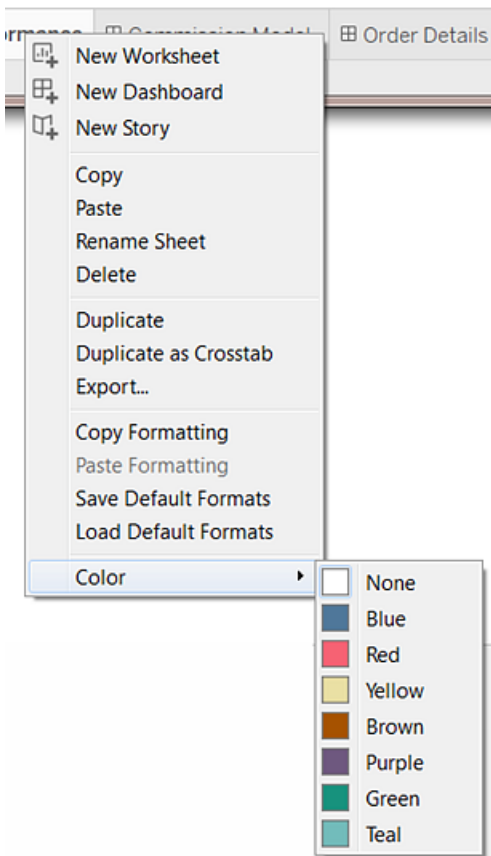 Order Details
New Worksheet
New Dashboard
New Story
Copy
Paste
Rename Sheet
Delete
Duplicate
Duplicate as Crosstab
Export...
Copy Formatting
Paste Formatting
Save Default Formats
Load Default Formats
Color
None
Blue
Red
Yellow
Brown
Purple
Green
Teal